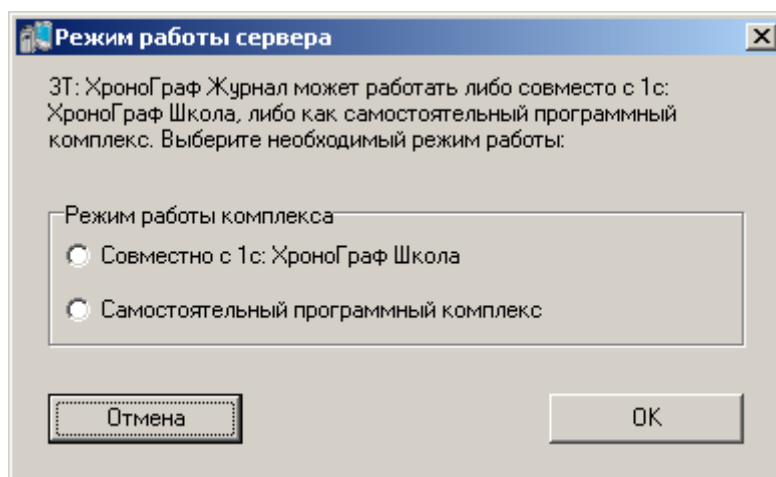 Режим работы сервера
3Т: ХроноГраф Журнал может работать либо совместо с 1с:
ХроноГраф Школа, либо как самостоятельный программный
комплекс. Выберите необходимый режим работы:
Режим работы комплекса
Совместно с 1с: ХроноГраф Школа
Самостоятельный программный комплекс
Отмена
OK